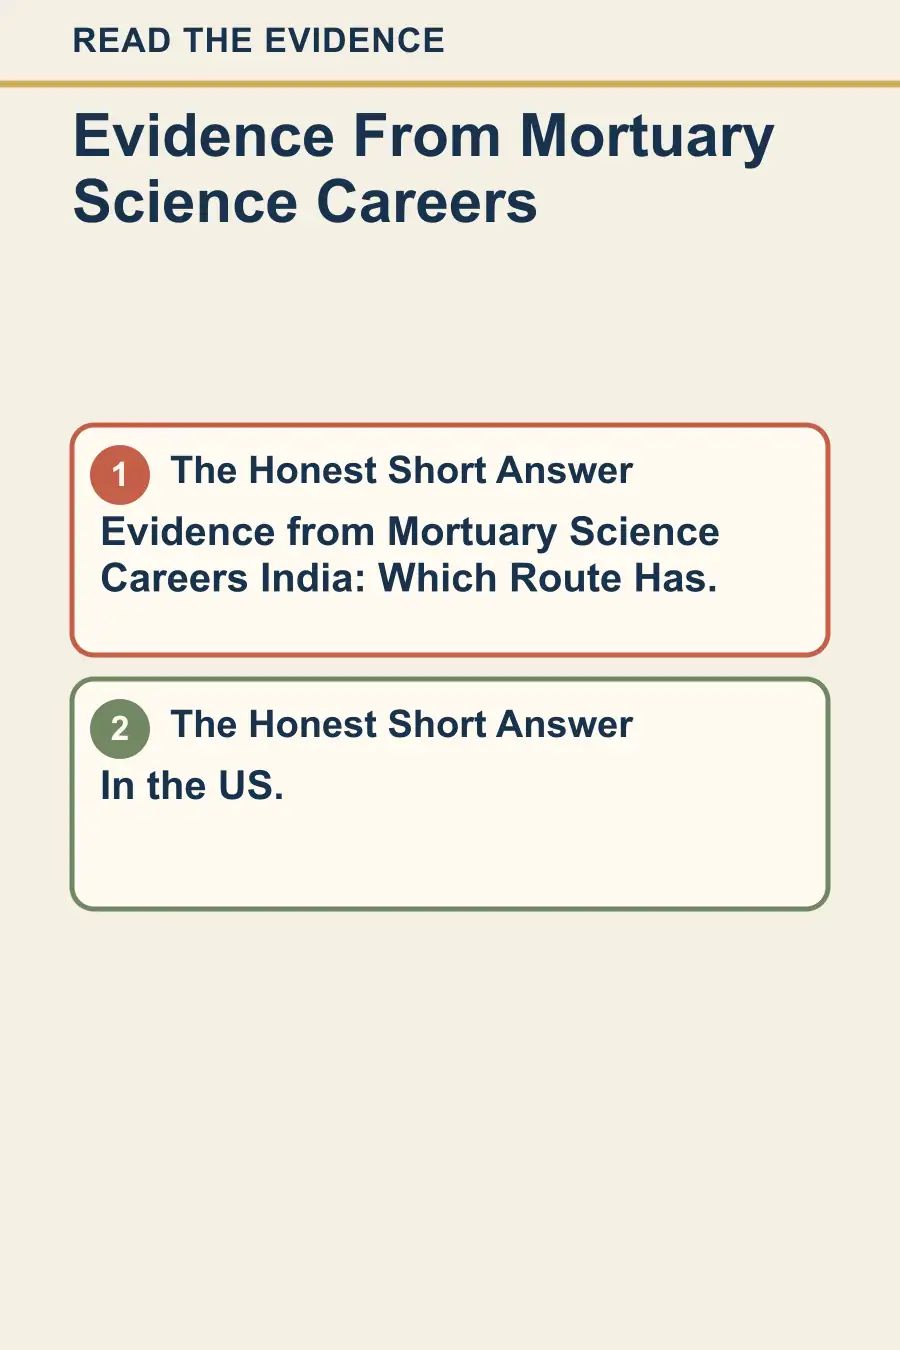 READ THE EVIDENCE
Evidence From Mortuary
Science Careers
1 The Honest Short Answer
Evidence from Mortuary Science
Careers India: Which Route Has.
2 The Honest Short Answer
In the US.